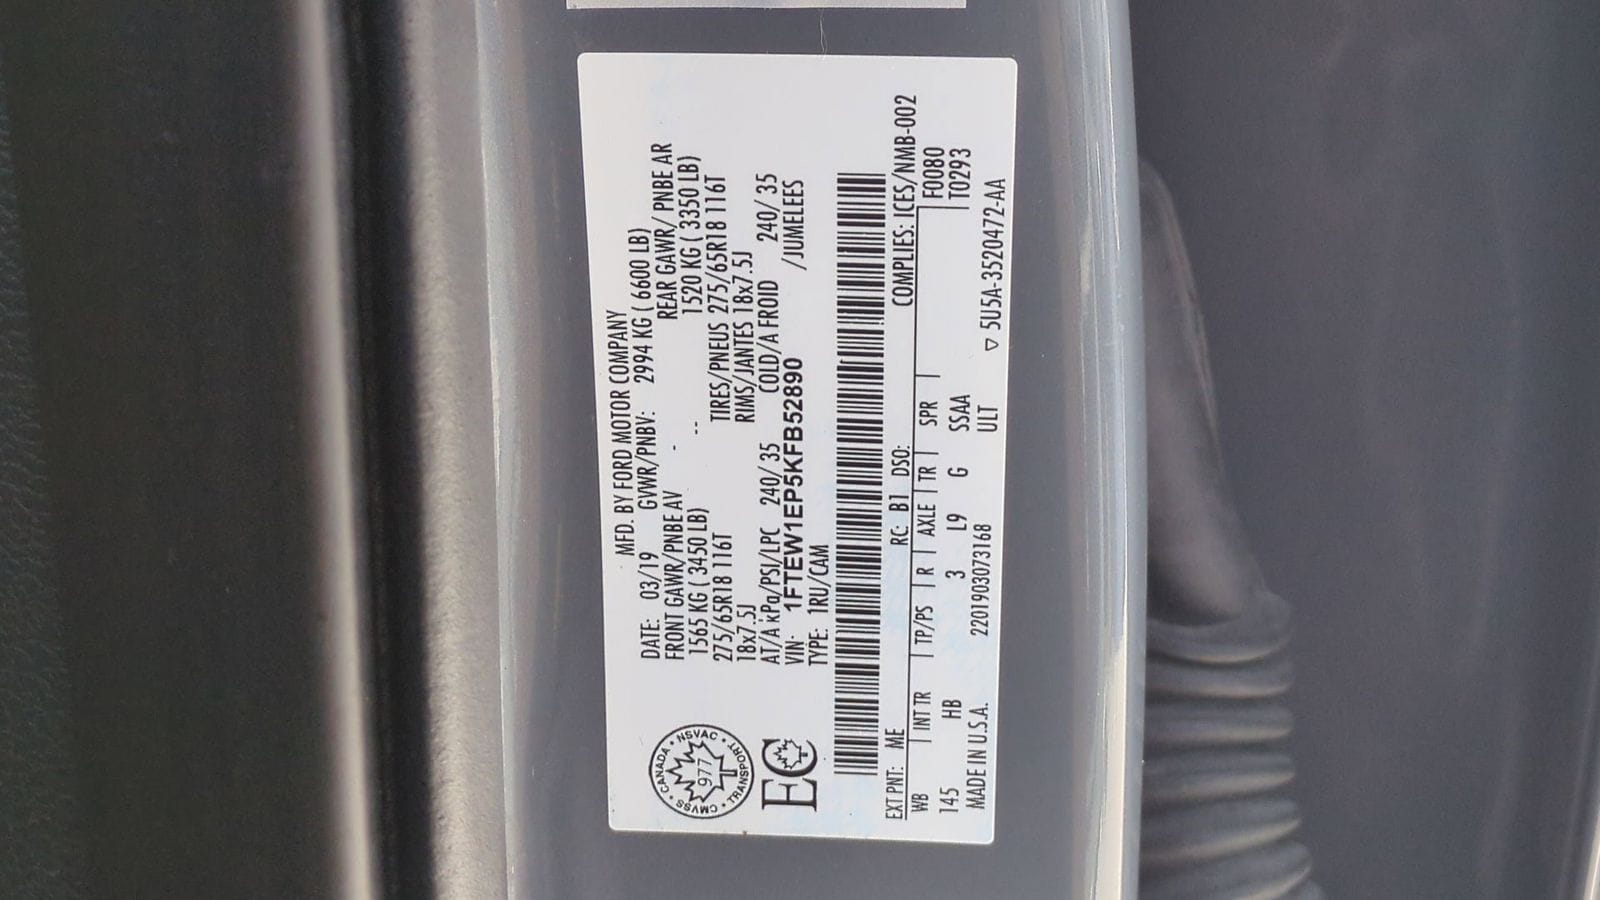 MFD. BY FORD MOTOR COMPANY
DATE: 03/19 GVWR/PNBV: 2994 KG ( 6600 LB)
FRONT GAWR/PNBE AV REAR GAWR/ PNBE AR
1565 KG ( 3450 LB) - -- 1520 KG ( 3350 LB)
275/65R18 116T TIRES/PNEUS 275/65R18 116T
18x7.5J RIMS/JANTES 18x7.5J
AT/A kPa/PSI/LPC 240/ 35 COLD/A FROID 240/ 35
VIN: 1FTEW1EP5KFB52890 /JUMELEES
TYPE: 1RU/CAM
CANADA • NSVAC • TRANSPORT • CMVSS •
977
EC
EXT PNT: ME RC: B1 DSO: COMPLIES: ICES/NMB-002
WB | INT TR | TP/PS | R | AXLE | TR | SPR | F0080
145 HB 3 L9 G SSAA T0293
MADE IN U.S.A. 2201903073168 ULT ▽ 5U5A-3520472-AA